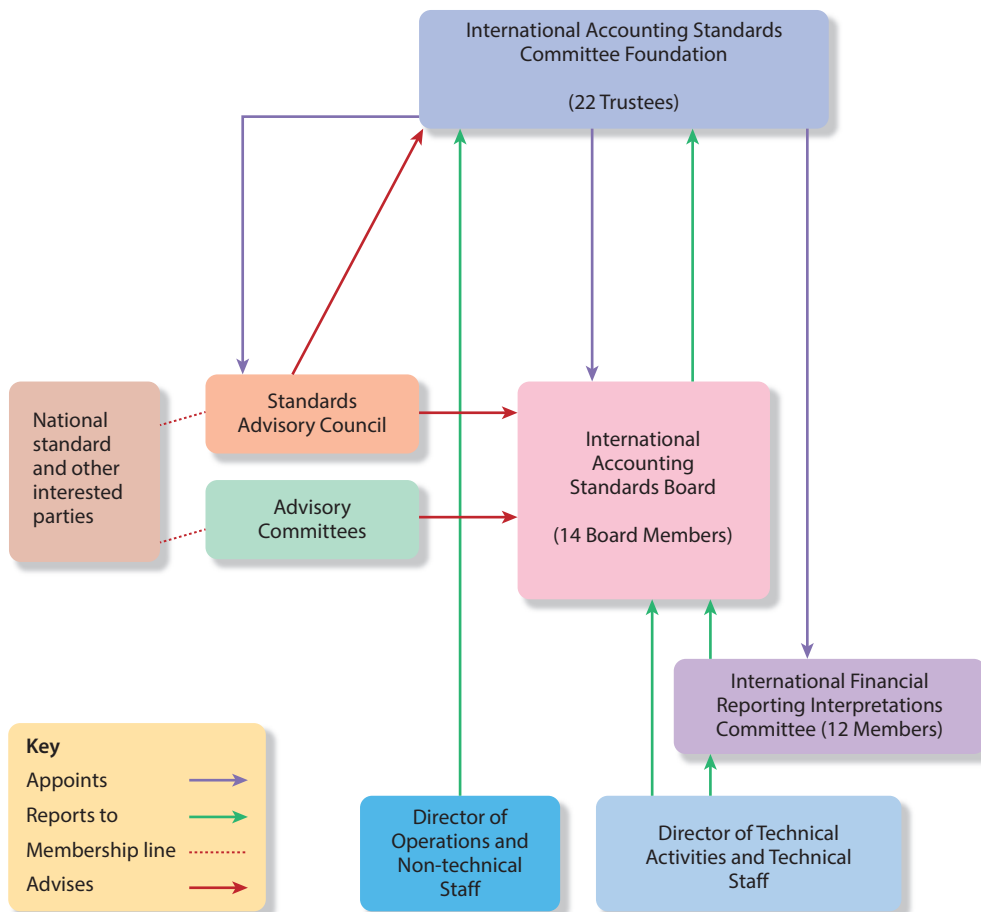 International Accounting Standards
Committee Foundation
(22 Trustees)
National
standard
and other
interested
parties
Standards
Advisory Council
Advisory
Committees
International
Accounting
Standards Board
(14 Board Members)
International Financial
Reporting Interpretations
Committee (12 Members)
Key
Appoints
Reports to
Membership line
Advises
Director of
Operations and
Non-technical
Staff
Director of Technical
Activities and Technical
Staff